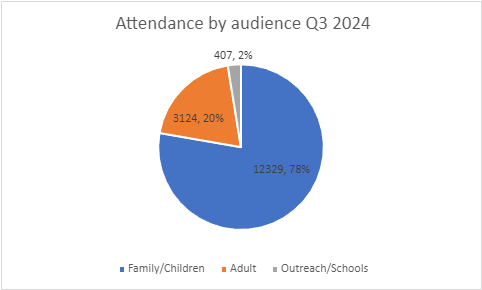 Attendance by audience Q3 2024
407, 2%
3124, 20%
12329, 78%
Family/Children Adult Outreach/Schools